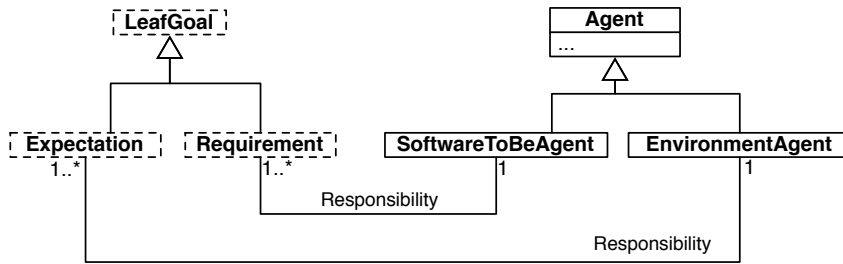 LeafGoal
Agent
...
Expectation
Requirement
SoftwareToBeAgent
EnvironmentAgent
1..*
1..*
1
1
Responsibility
Responsibility